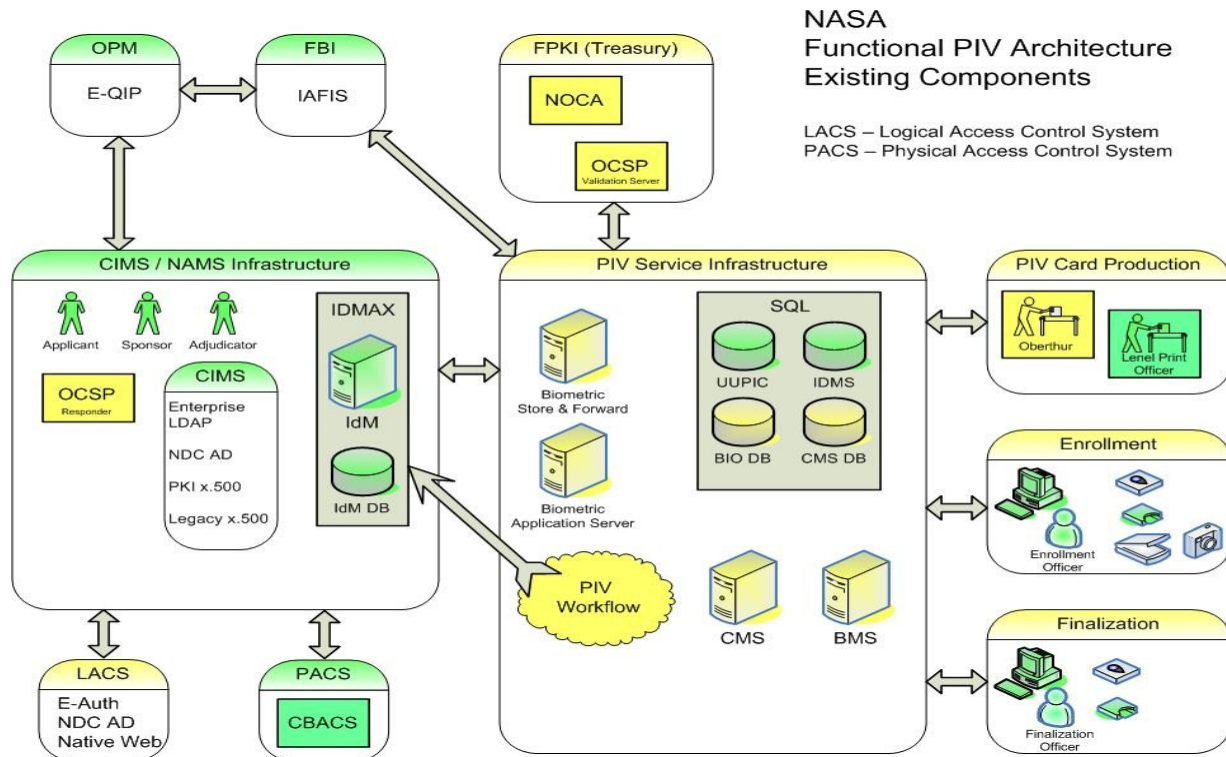 NASA
Functional PIV Architecture
Existing Components
LACS – Logical Access Control System
PACS – Physical Access Control System
OPM
E-QIP
FBI
IAFIS
FPKI (Treasury)
NOCA
OCSP
Validation Server
CIMS / NAMS Infrastructure
Applicant
Sponsor
Adjudicator
OCSP
Responder
CIMS
Enterprise
LDAP
NDC AD
PKI x.500
Legacy x.500
IDMAX
IdM
IdM DB
PIV Service Infrastructure
Biometric
Store & Forward
Biometric
Application Server
SQL
UUPIC
IDMS
BIO DB
CMS DB
PIV
Workflow
CMS
BMS
PIV Card Production
Oberthur
Lenel Print
Officer
Enrollment
Enrollment
Officer
Finalization
Finalization
Officer
LACS
E-Auth
NDC AD
Native Web
PACS
CBACS